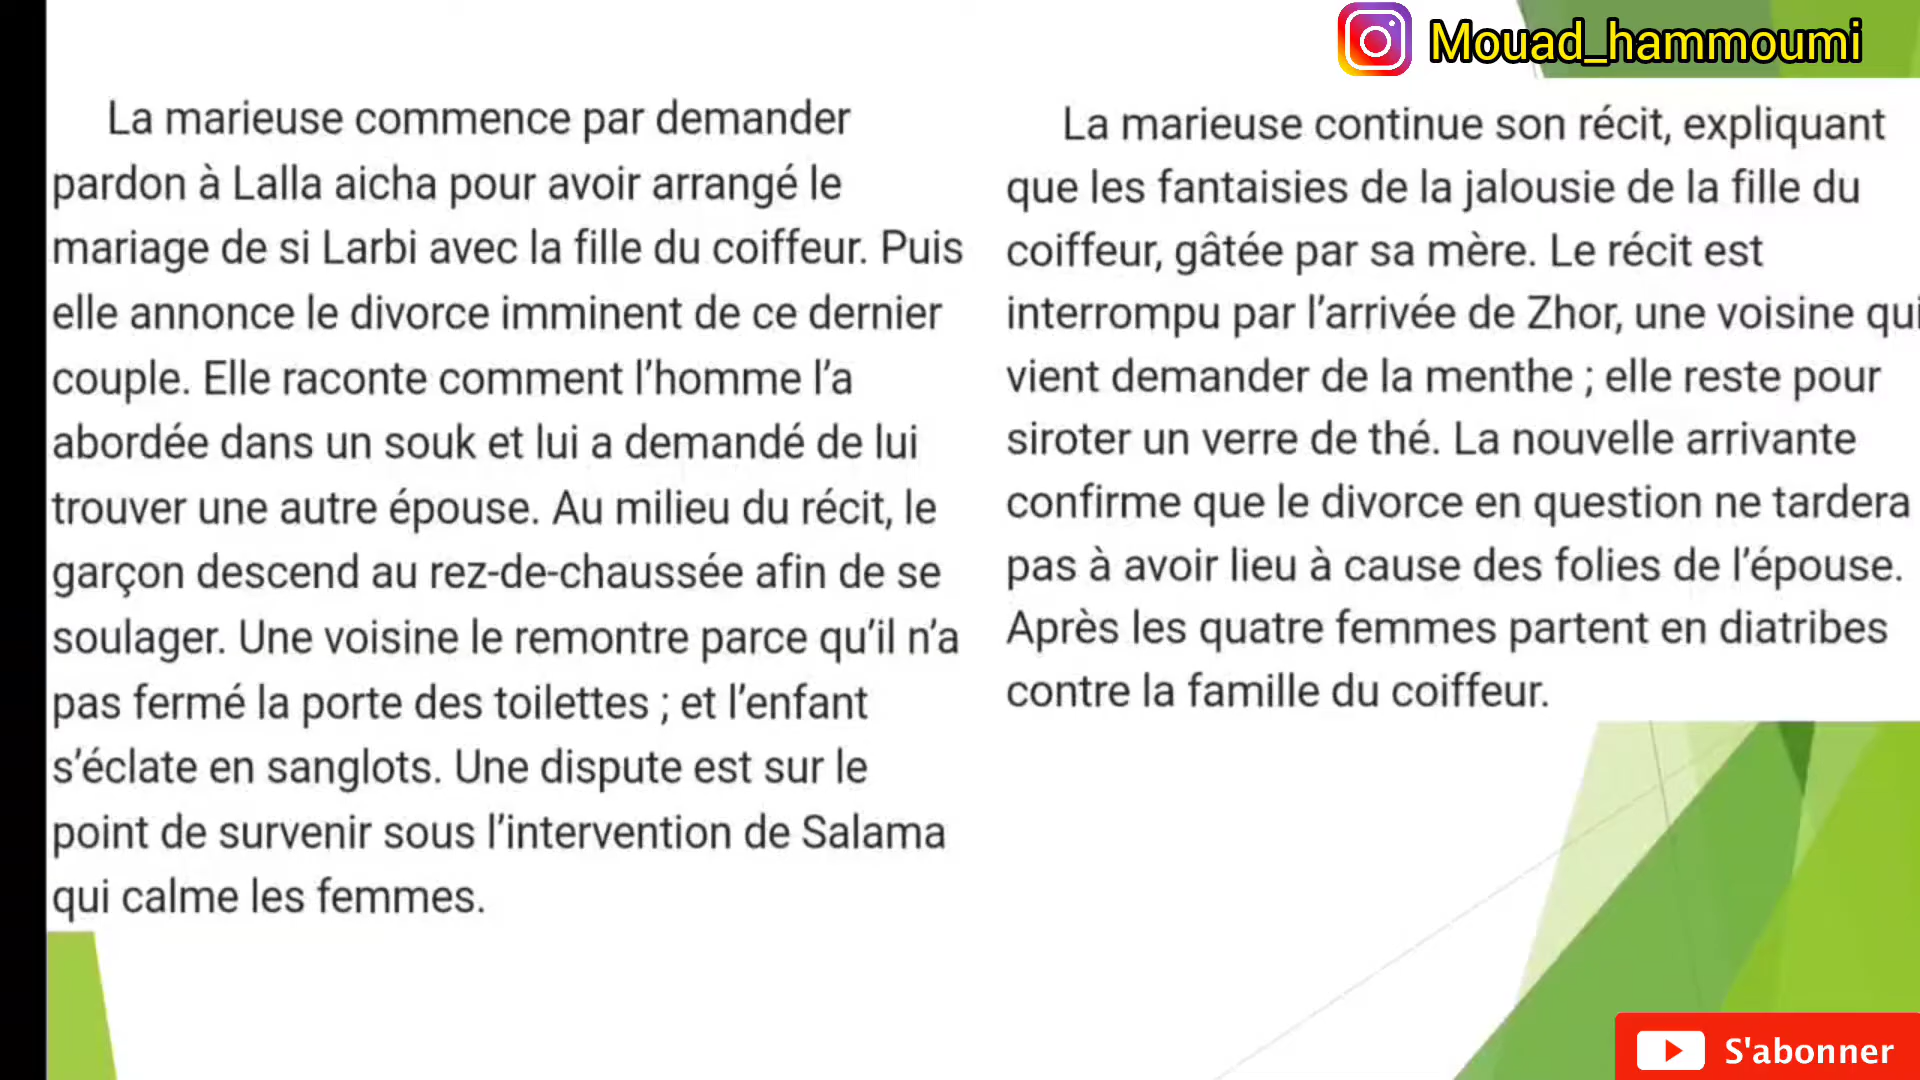 Mouad_hammoumi
La marieuse commence par demander
pardon à Lalla aicha pour avoir arrangé le
mariage de si Larbi avec la fille du coiffeur. Puis
elle annonce le divorce imminent de ce dernier
couple. Elle raconte comment l’homme l’a
abordée dans un souk et lui a demandé de lui
trouver une autre épouse. Au milieu du récit, le
garçon descend au rez-de-chaussée afin de se
soulager. Une voisine le remontre parce qu’il n’a
pas fermé la porte des toilettes ; et l’enfant
s’éclate en sanglots. Une dispute est sur le
point de survenir sous l’intervention de Salama
qui calme les femmes.
La marieuse continue son récit, expliquant
que les fantaisies de la jalousie de la fille du
coiffeur, gâtée par sa mère. Le récit est
interrompu par l’arrivée de Zhor, une voisine qui
vient demander de la menthe ; elle reste pour
siroter un verre de thé. La nouvelle arrivante
confirme que le divorce en question ne tardera
pas à avoir lieu à cause des folies de l’épouse.
Après les quatre femmes partent en diatribes
contre la famille du coiffeur.
S'abonner